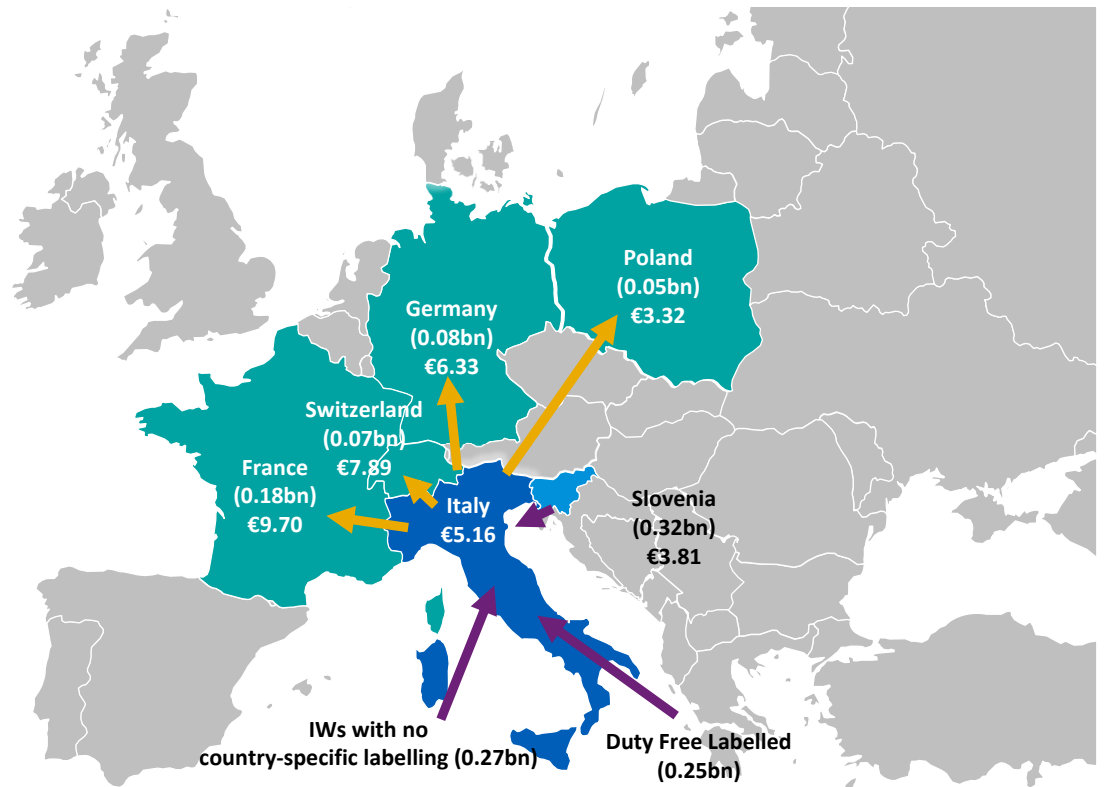 Poland
(0.05bn)
€3.32
Germany
(0.08bn)
€6.33
Switzerland
(0.07bn)
€7.89
France
(0.18bn)
€9.70
Italy
€5.16
Slovenia
(0.32bn)
€3.81
IWs with no
country-specific labelling (0.27bn)
Duty Free Labelled
(0.25bn)